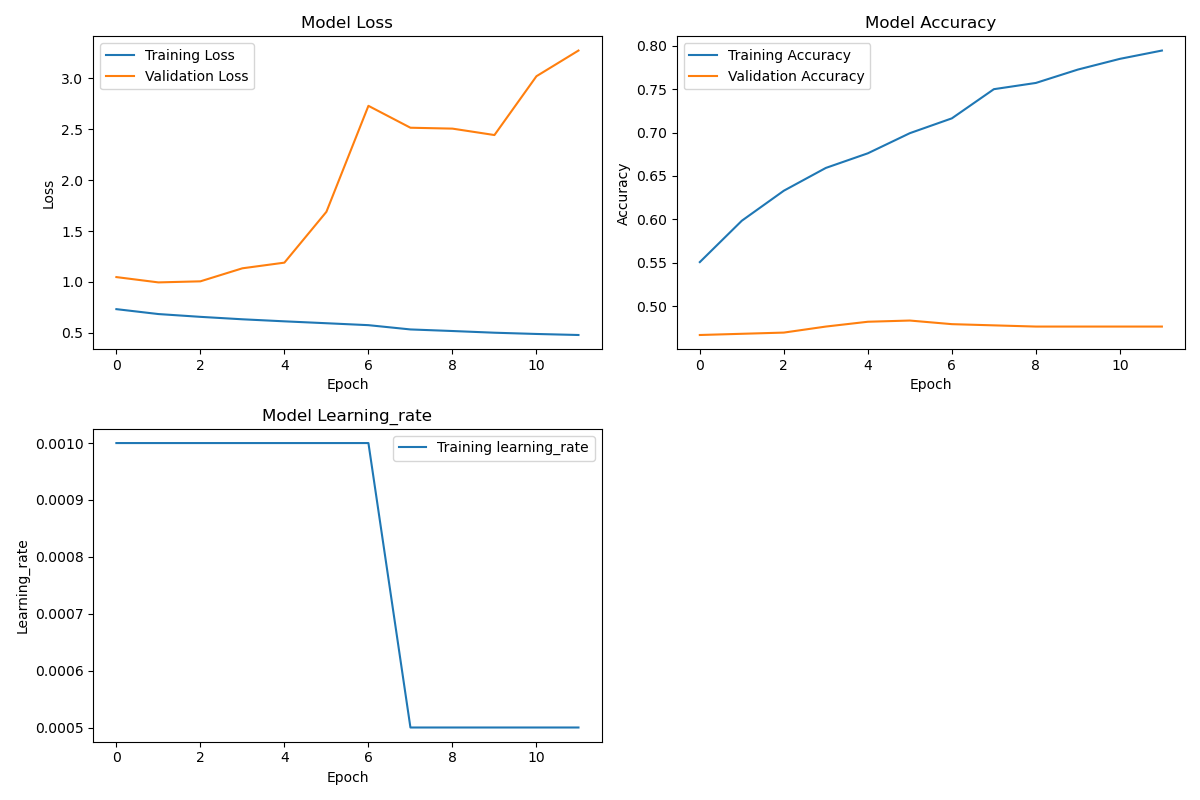 Model Loss
Training Loss
Validation Loss
3.0
2.5
2.0
1.5
1.0
0.5
Loss
0 2 4 6 8 10
Epoch
Model Accuracy
Training Accuracy
Validation Accuracy
0.80
0.75
0.70
0.65
0.60
0.55
0.50
Accuracy
0 2 4 6 8 10
Epoch
Model Learning_rate
Training learning_rate
0.0010
0.0009
0.0008
0.0007
0.0006
0.0005
Learning_rate
0 2 4 6 8 10
Epoch